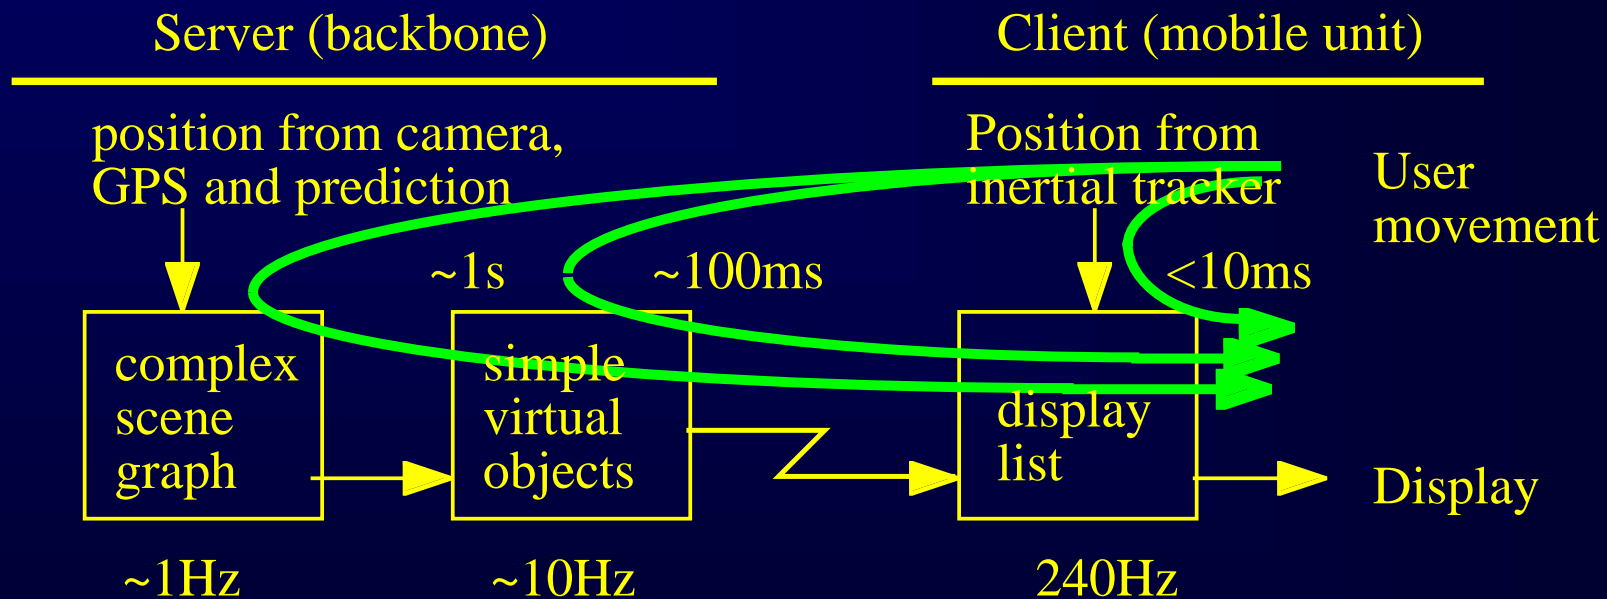 Server (backbone)
Client (mobile unit)
position from camera,
GPS and prediction
Position from
inertial tracker
User
movement
~1s
~100ms
<10ms
complex
scene
graph
simple
virtual
objects
display
list
Display
~1Hz
~10Hz
240Hz